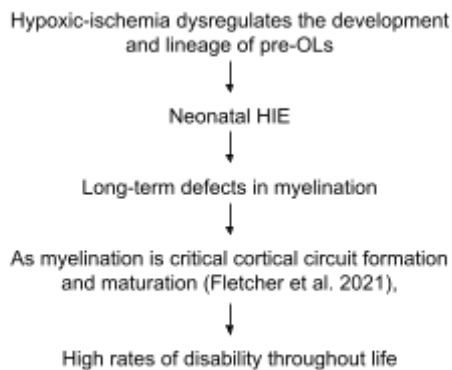 Hypoxic-ischemia dysregulates the development
and lineage of pre-OLs
Neonatal HIE
Long-term defects in myelination
As myelination is critical cortical circuit formation
and maturation (Fletcher et al. 2021),
High rates of disability throughout life